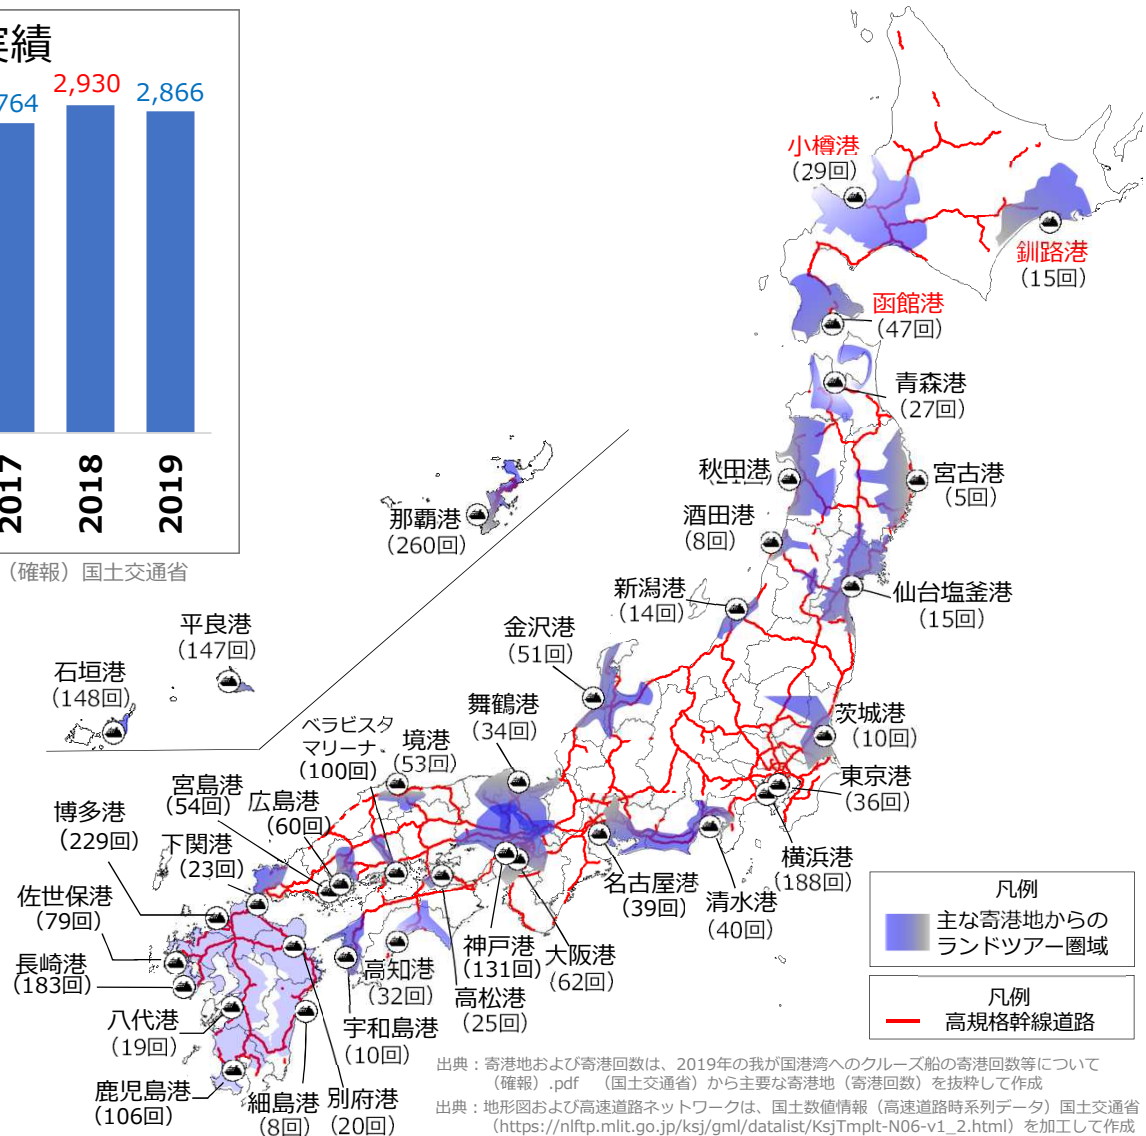 実績
764
2,930
2,866
2017
2018
2019
（確報）国土交通省
小樽港
（29回）
釧路港
（15回）
函館港
（47回）
青森港
（27回）
秋田港
宮古港
（5回）
酒田港
（8回）
仙台塩釜港
（15回）
新潟港
（14回）
金沢港
（51回）
那覇港
（260回）
平良港
（147回）
石垣港
（148回）
舞鶴港
（34回）
ベラビスタ
マリーナ
（100回）
境港
（53回）
茨城港
（10回）
東京港
（36回）
横浜港
（188回）
宮島港
（54回）
広島港
（60回）
博多港
（229回）
下関港
（23回）
佐世保港
（79回）
長崎港
（183回）
八代港
（19回）
鹿児島港
（106回）
細島港
（8回）
別府港
（20回）
宇和島港
（10回）
高知港
（32回）
高松港
（25回）
神戸港
（131回）
大阪港
（62回）
名古屋港
（39回）
清水港
（40回）
凡例
主な寄港地からの
ランドツアー圏域
凡例
高規格幹線道路
出典：寄港地および寄港回数は、2019年の我が国港湾へのクルーズ船の寄港回数等について
（確報）.pdf （国土交通省）から主要な寄港地（寄港回数）を抜粋して作成
出典：地形図および高速道路ネットワークは、国土数値情報（高速道路時系列データ）国土交通省
（https://nlftp.mlit.go.jp/ksj/gml/datalist/KsjTmplt-N06-v1_2.html）を加工して作成